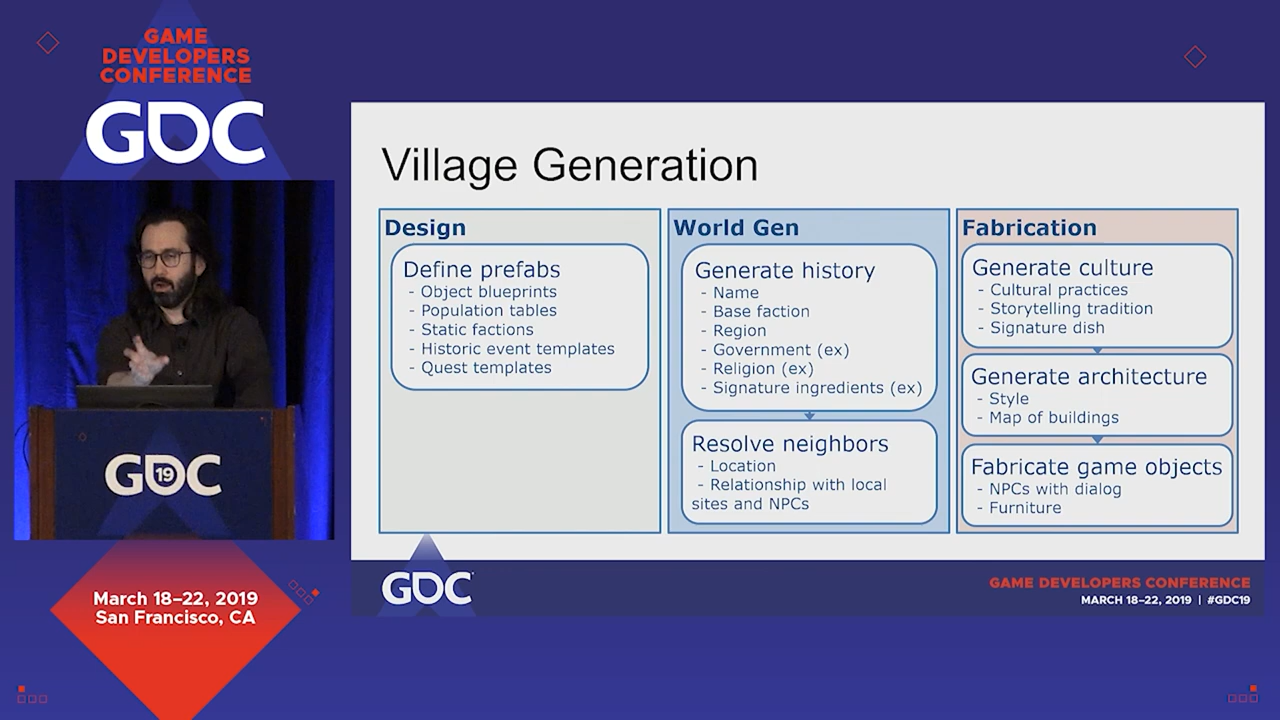 GAME
DEVELOPERS
CONFERENCE
GDC
GDC
19
March 18–22, 2019
San Francisco, CA
Village Generation
Design
Define prefabs
- Object blueprints
- Population tables
- Static factions
- Historic event templates
- Quest templates
World Gen
Generate history
- Name
- Base faction
- Region
- Government (ex)
- Religion (ex)
- Signature ingredients (ex)
Resolve neighbors
- Location
- Relationship with local
sites and NPCs
Fabrication
Generate culture
- Cultural practices
- Storytelling tradition
- Signature dish
Generate architecture
- Style
- Map of buildings
Fabricate game objects
- NPCs with dialog
- Furniture
GDC
GAME DEVELOPERS CONFERENCE
MARCH 18–22, 2019 | #GDC19